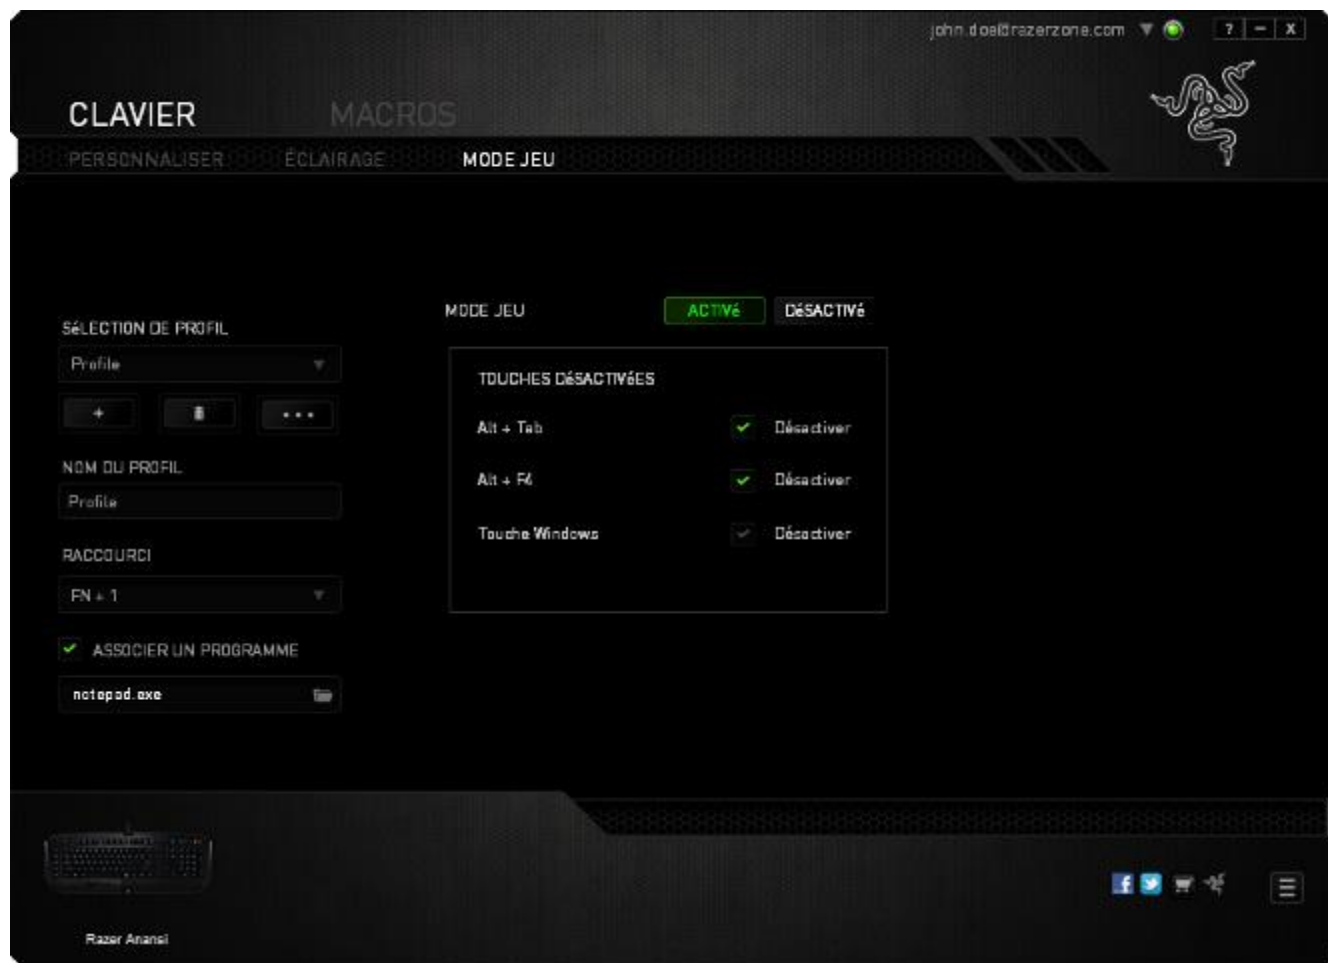 john.doe@razerzone.com
? – X
CLAVIER MACROS
PERSONNALISER ÉCLAIRAGE MODE JEU
MODE JEU ACTIVé DéSACTIVé
SéLECTION DE PROFIL
Profile
+ •••
NOM DU PROFIL
Profile
RACCOURCI
FN + 1
ASSOCIER UN PROGRAMME
notepad.exe
TOUCHES DéSACTIVéES
Alt + Tab Désactiver
Alt + F4 Désactiver
Touche Windows Désactiver
Razer Anansi